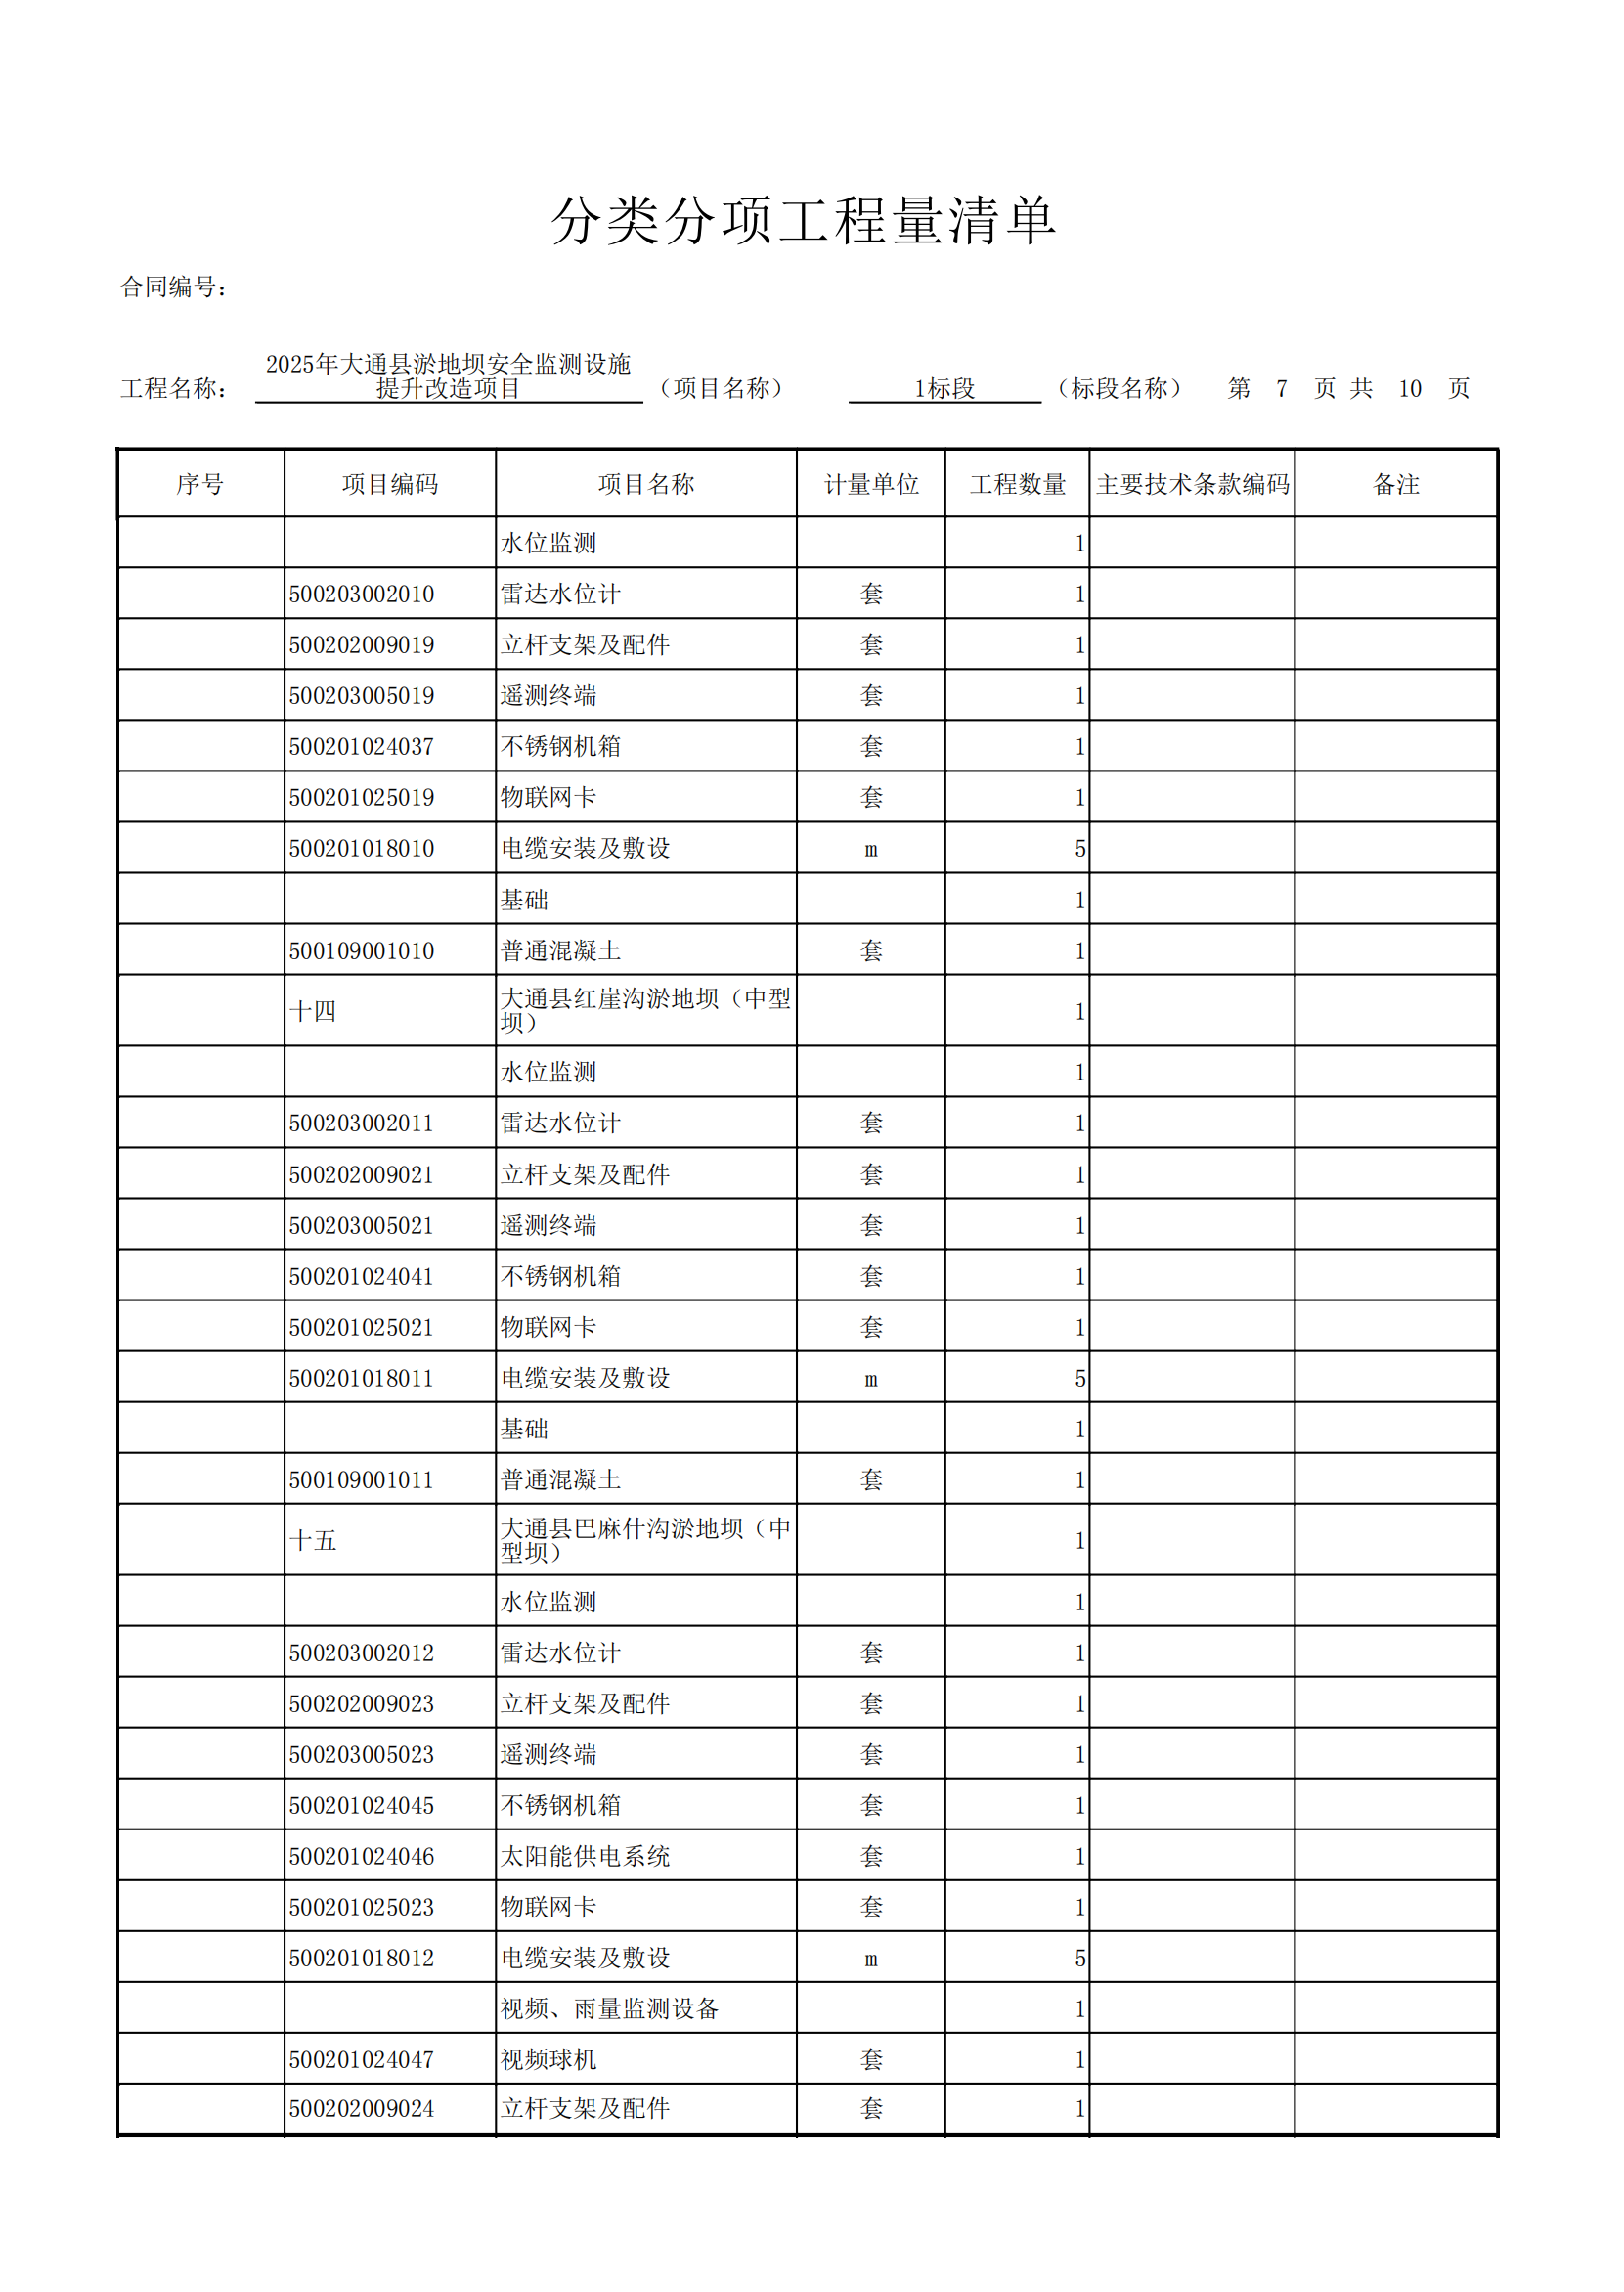 分类分项工程量清单
合同编号：
2025年大通县淤地坝安全监测设施
工程名称： 提升改造项目 （项目名称） 1标段 （标段名称） 第 7 页 共 10 页
序号 项目编码 项目名称 计量单位 工程数量 主要技术条款编码 备注
水位监测 1
500203002010 雷达水位计 套 1
500202009019 立杆支架及配件 套 1
500203005019 遥测终端 套 1
500201024037 不锈钢机箱 套 1
500201025019 物联网卡 套 1
500201018010 电缆安装及敷设 m 5
基础 1
500109001010 普通混凝土 套 1
大通县红崖沟淤地坝（中型
十四 坝） 1
水位监测 1
500203002011 雷达水位计 套 1
500202009021 立杆支架及配件 套 1
500203005021 遥测终端 套 1
500201024041 不锈钢机箱 套 1
500201025021 物联网卡 套 1
500201018011 电缆安装及敷设 m 5
基础 1
500109001011 普通混凝土 套 1
大通县巴麻什沟淤地坝（中
十五 型坝） 1
水位监测 1
500203002012 雷达水位计 套 1
500202009023 立杆支架及配件 套 1
500203005023 遥测终端 套 1
500201024045 不锈钢机箱 套 1
500201024046 太阳能供电系统 套 1
500201025023 物联网卡 套 1
500201018012 电缆安装及敷设 m 5
视频、雨量监测设备 1
500201024047 视频球机 套 1
500202009024 立杆支架及配件 套 1